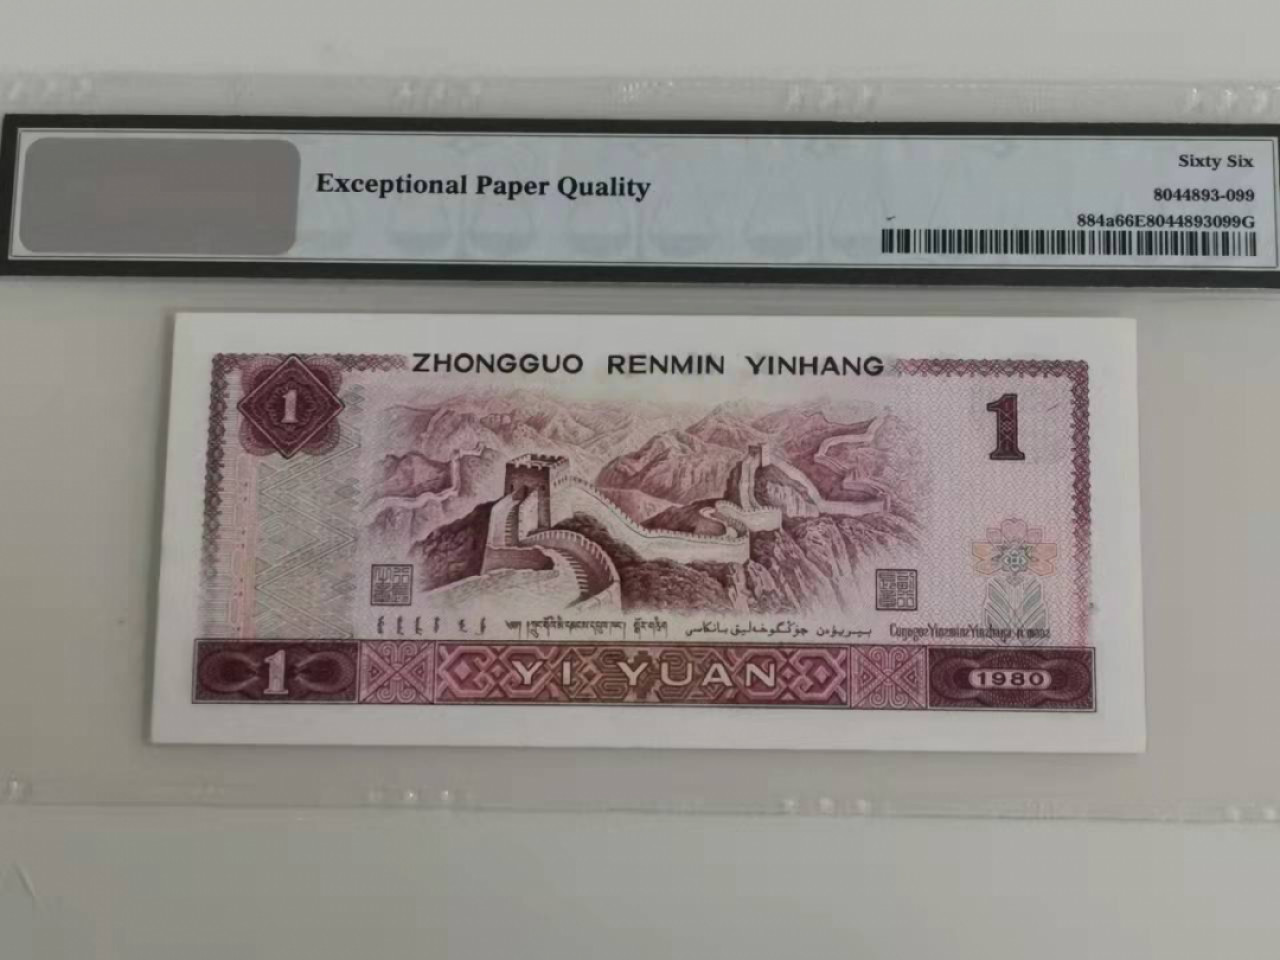 Exceptional Paper Quality
Sixty Six
8044893-099
884a66E8044893099G
ZHONGGUO RENMIN YINHANG
1
1
1
YI YUAN
1980